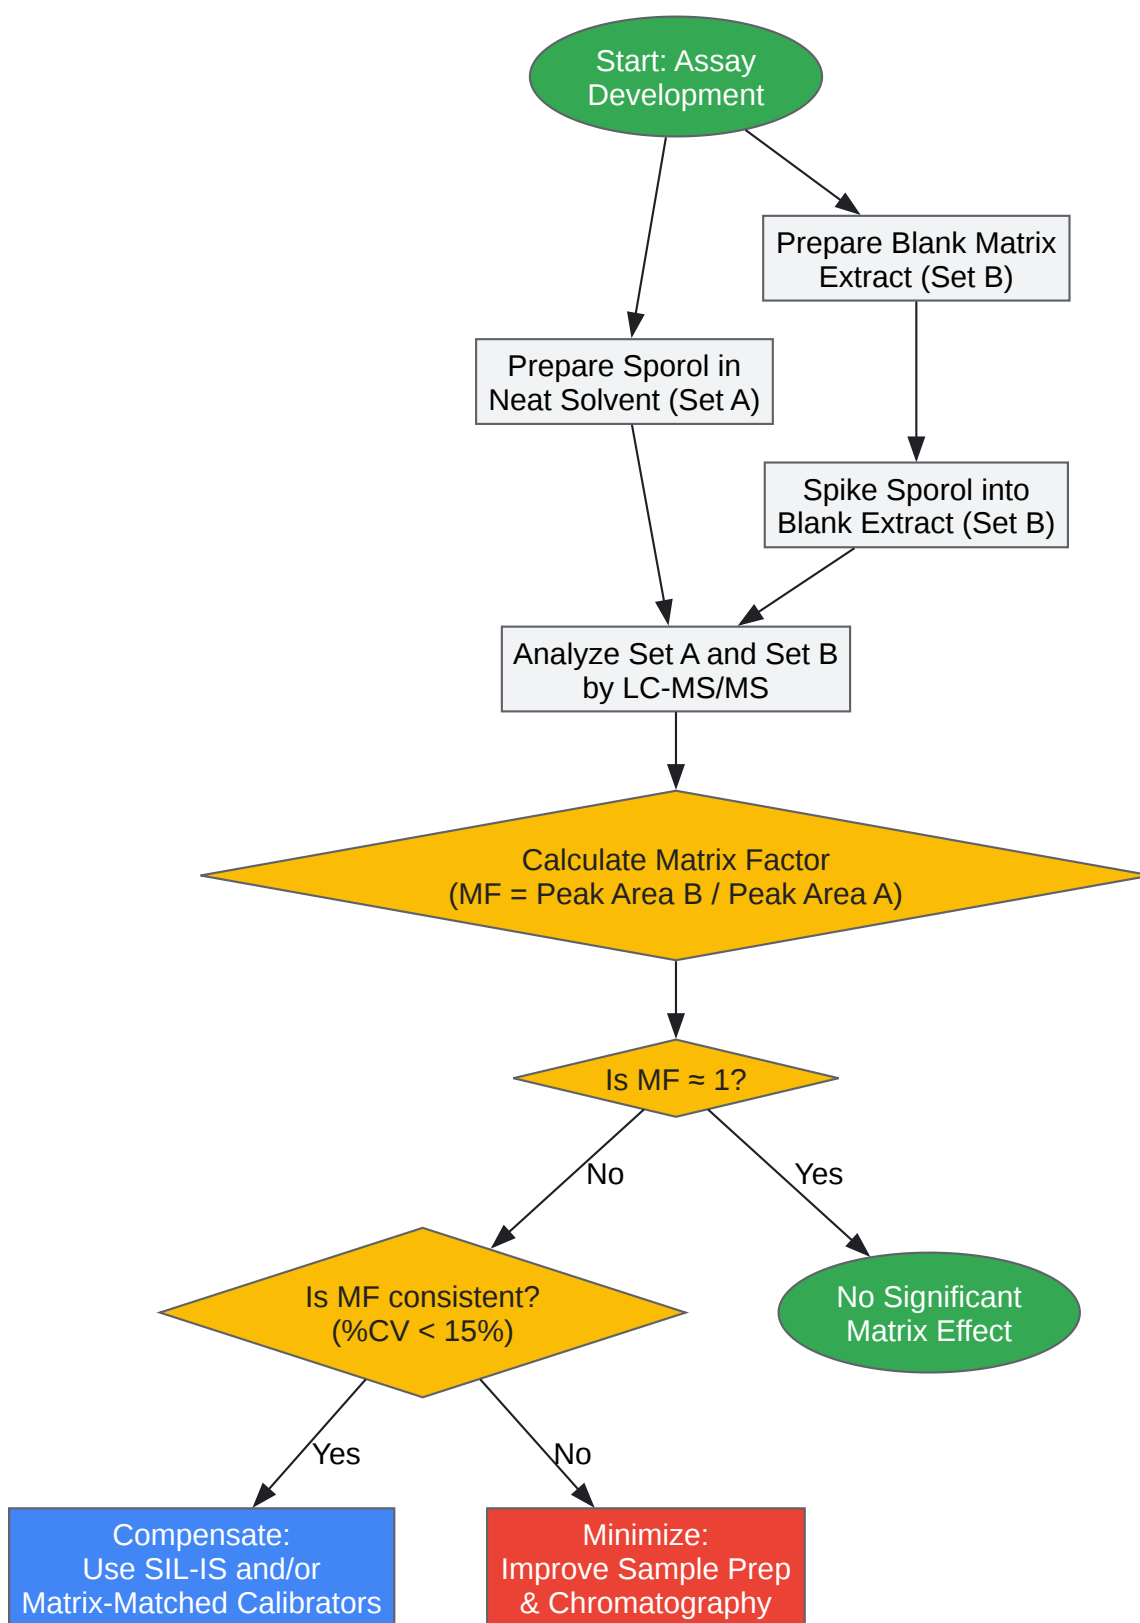 Start: Assay
Development
Prepare Blank Matrix
Extract (Set B)
Prepare Sporol in
Neat Solvent (Set A)
Spike Sporol into
Blank Extract (Set B)
Analyze Set A and Set B
by LC-MS/MS
Calculate Matrix Factor
(MF = Peak Area B / Peak Area A)
Is MF ≈ 1?
No
Yes
Is MF consistent?
(%CV < 15%)
No Significant
Matrix Effect
Yes
No
Compensate:
Use SIL-IS and/or
Matrix-Matched Calibrators
Minimize:
Improve Sample Prep
& Chromatography